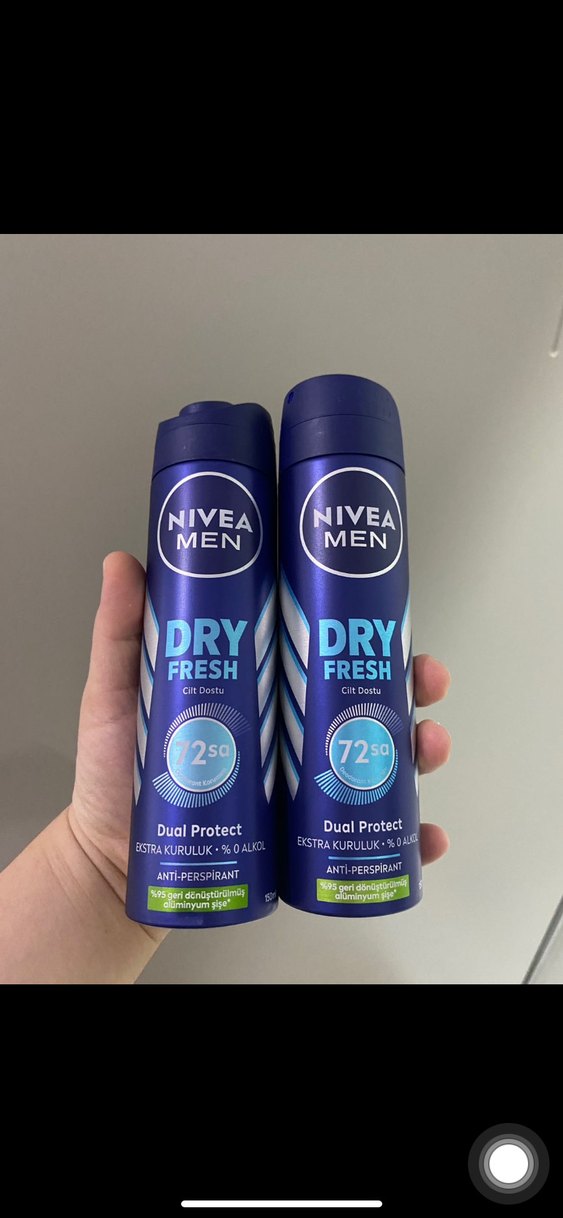 NIVEA
MEN
DRY
FRESH
Cilt Dostu
72sa
Dual Protect
EKSTRA KURULUK • % 0 ALKOL
ANTİ-PERSPİRANT
%95 geri dönüştürülmüş
alüminyum şişe*
NIVEA
MEN
DRY
FRESH
Cilt Dostu
72sa
Dual Protect
EKSTRA KURULUK • % 0 ALKOL
ANTİ-PERSPİRANT
%95 geri dönüştürülmüş
alüminyum şişe*